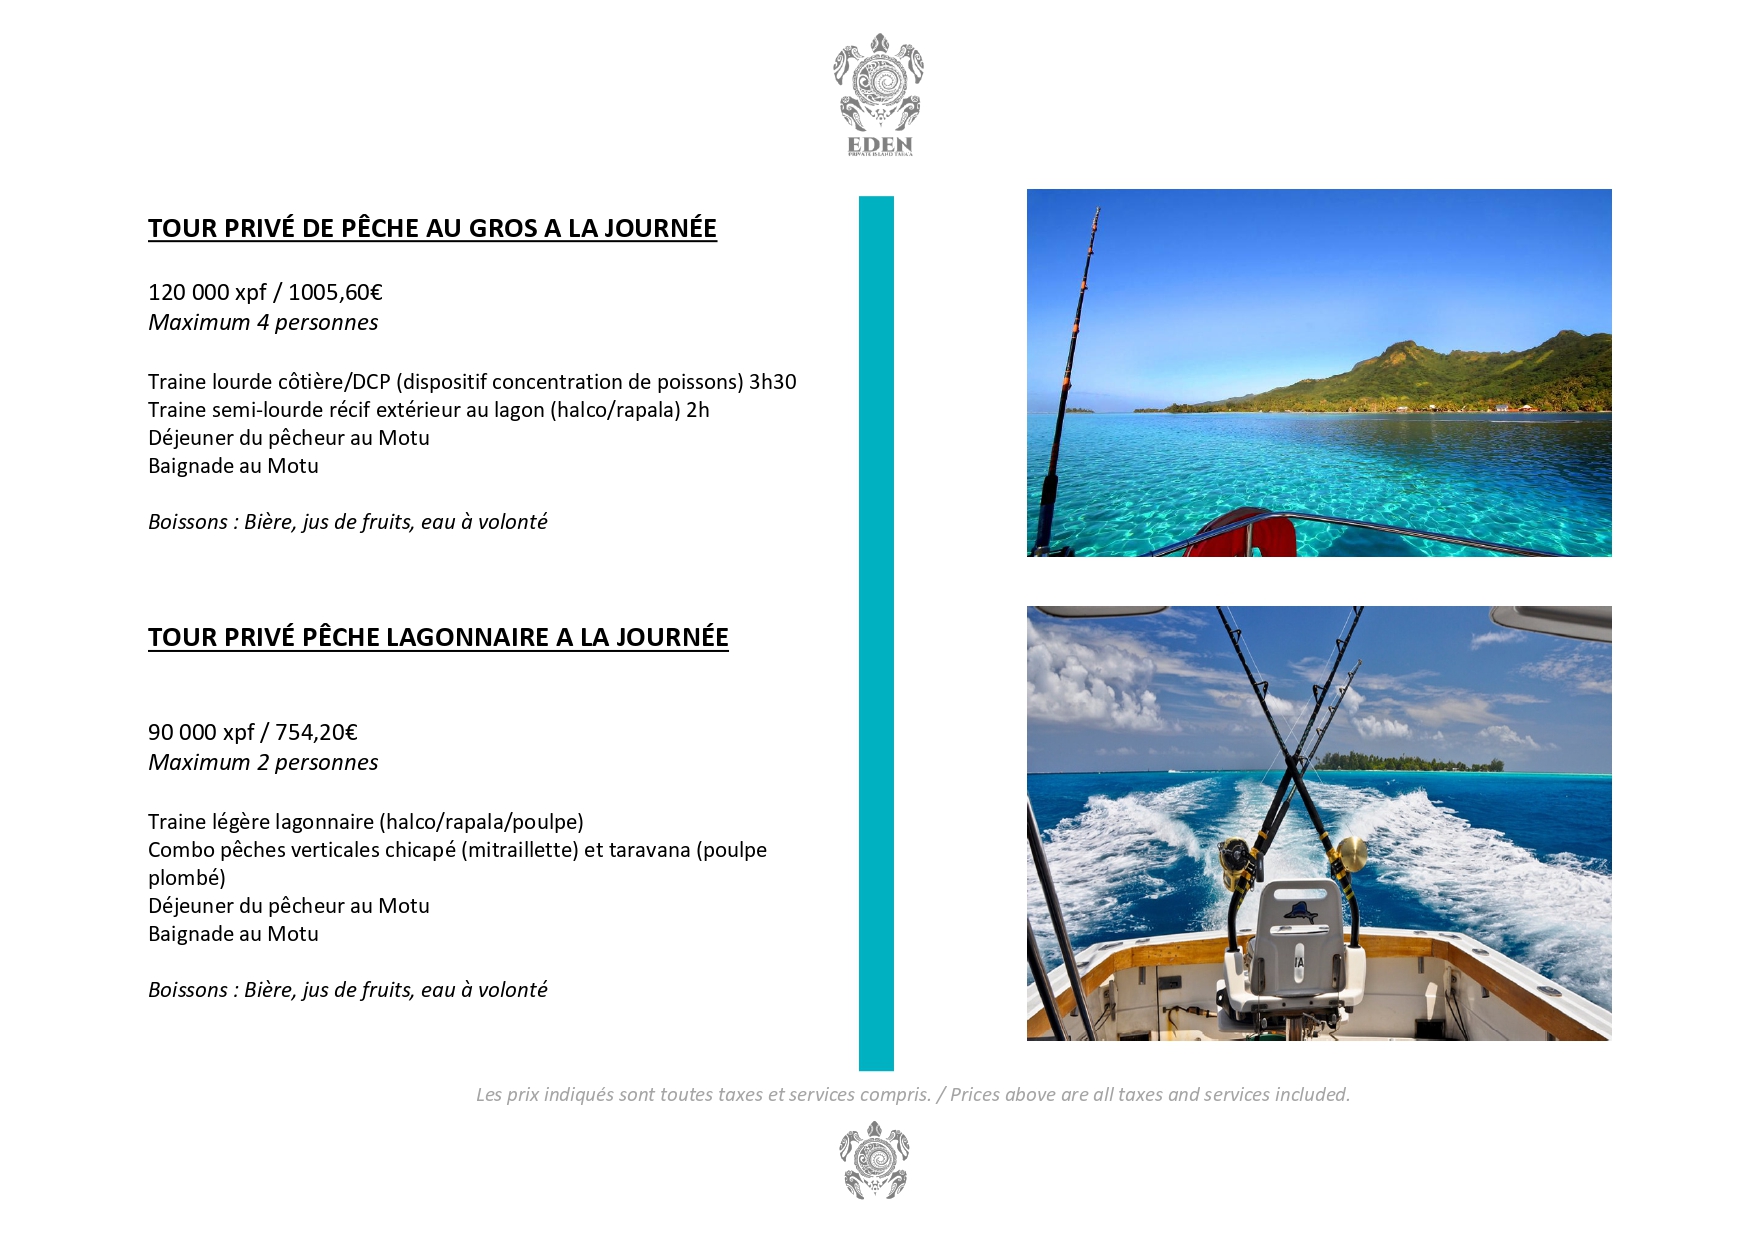 EDEN
PRIVATE ISLAND TAHA'A
TOUR PRIVÉ DE PÊCHE AU GROS A LA JOURNÉE
120 000 xpf / 1005,60€
Maximum 4 personnes
Traine lourde côtière/DCP (dispositif concentration de poissons) 3h30
Traine semi-lourde récif extérieur au lagon (halco/rapala) 2h
Déjeuner du pêcheur au Motu
Baignade au Motu
Boissons : Bière, jus de fruits, eau à volonté
TOUR PRIVÉ PÊCHE LAGONNAIRE A LA JOURNÉE
90 000 xpf / 754,20€
Maximum 2 personnes
Traine légère lagonnaire (halco/rapala/poulpe)
Combo pêches verticales chicapé (mitraillette) et taravana (poulpe
plombé)
Déjeuner du pêcheur au Motu
Baignade au Motu
Boissons : Bière, jus de fruits, eau à volonté
Les prix indiqués sont toutes taxes et services compris. / Prices above are all taxes and services included.